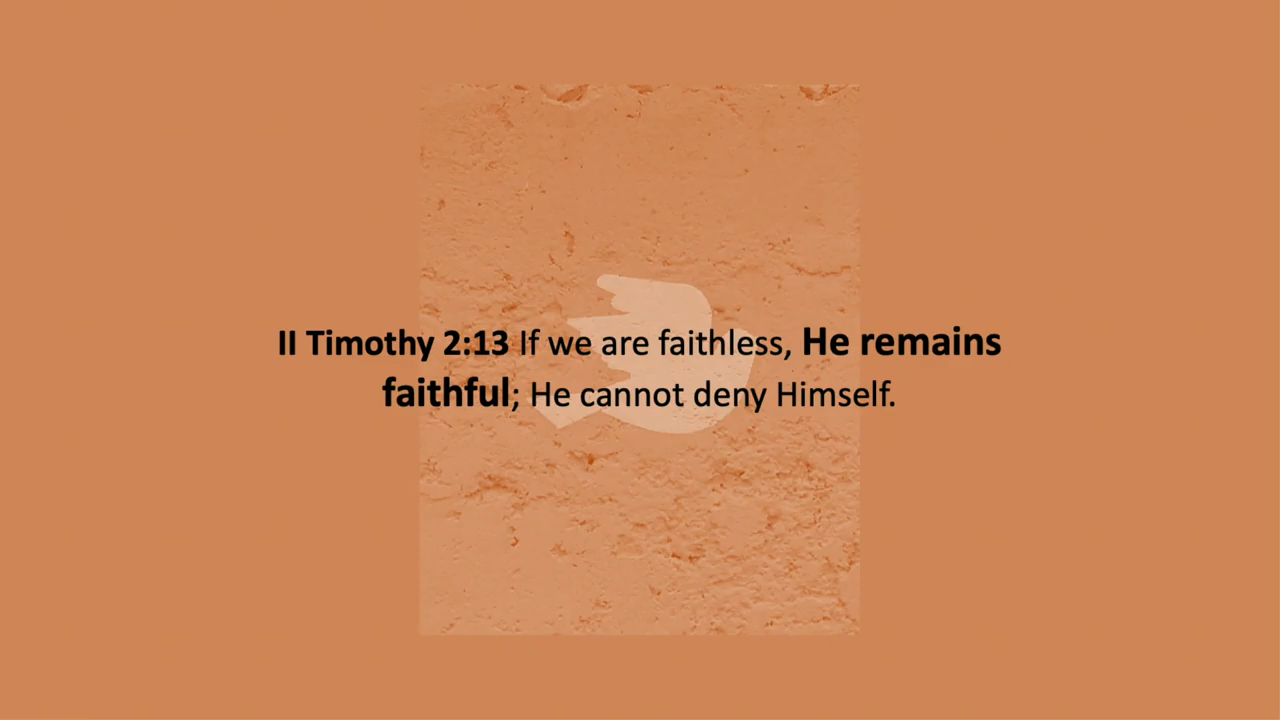 II Timothy 2:13 If we are faithless, He remains
faithful; He cannot deny Himself.